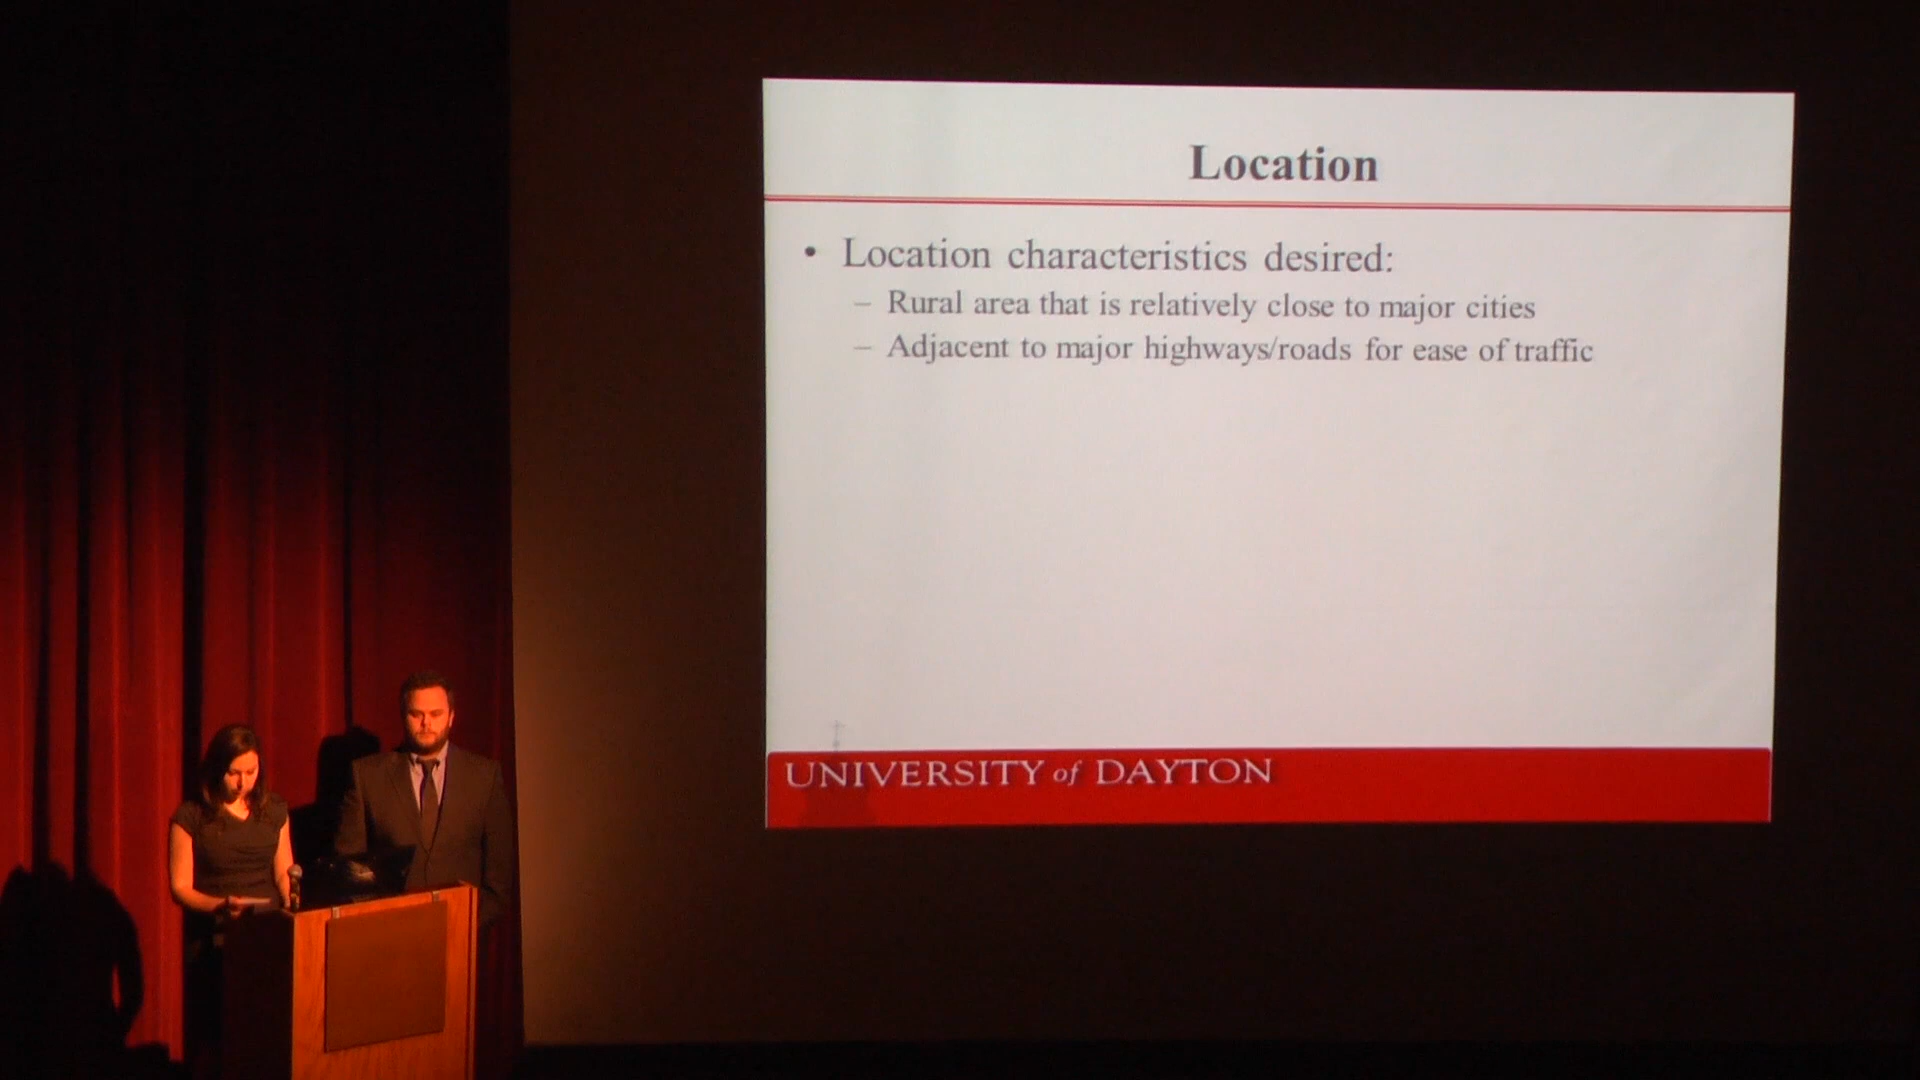 Location
• Location characteristics desired:
– Rural area that is relatively close to major cities
– Adjacent to major highways/roads for ease of traffic
UNIVERSITY of DAYTON